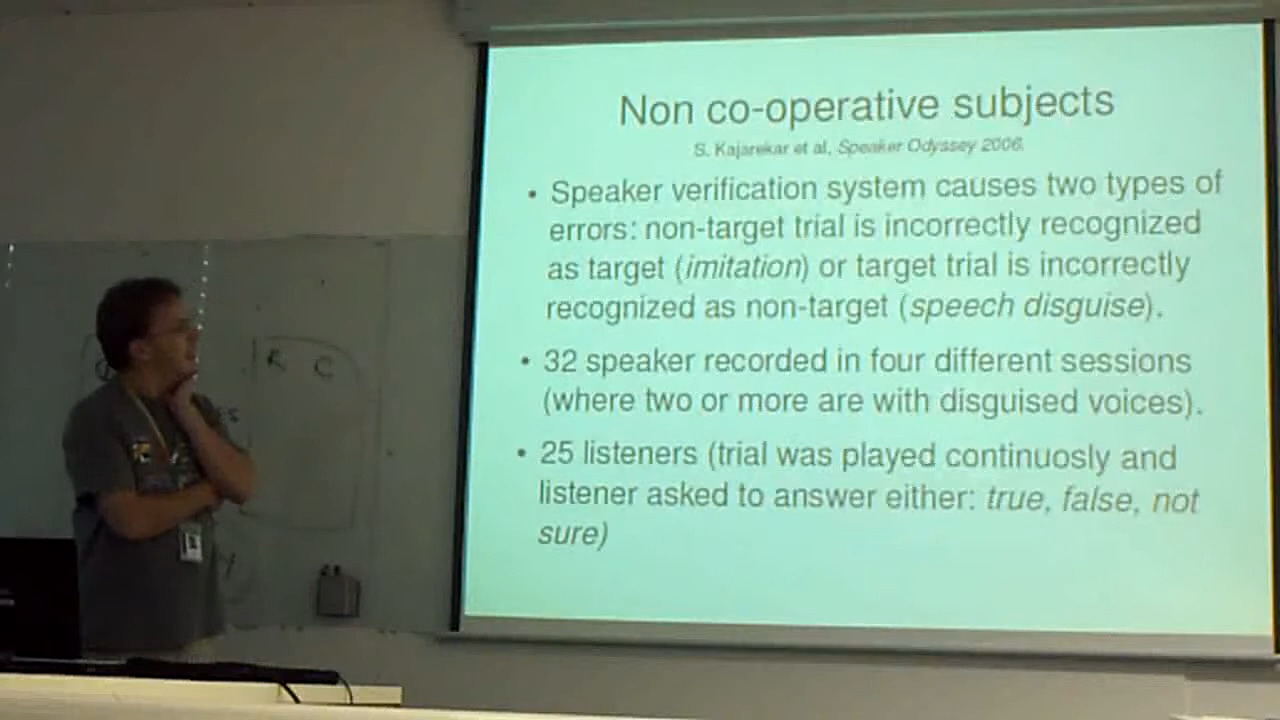 Non co-operative subjects
S. Kajarekar et al, Speaker Odyssey 2006.
• Speaker verification system causes two types of
errors: non-target trial is incorrectly recognized
as target (imitation) or target trial is incorrectly
recognized as non-target (speech disguise).
• 32 speaker recorded in four different sessions
(where two or more are with disguised voices).
• 25 listeners (trial was played continuosly and
listener asked to answer either: true, false, not
sure)
R C